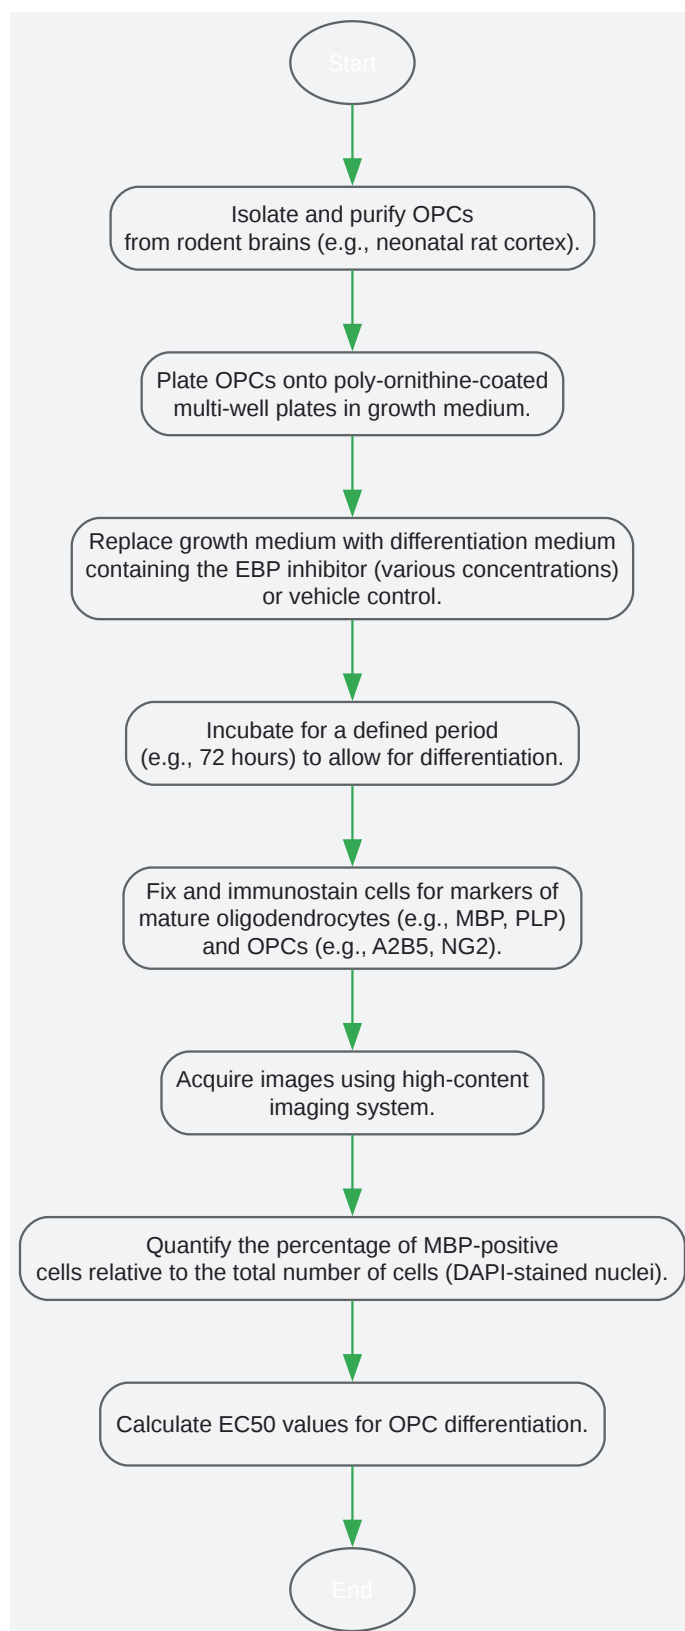 Start
Isolate and purify OPCs
from rodent brains (e.g., neonatal rat cortex).
Plate OPCs onto poly-ornithine-coated
multi-well plates in growth medium.
Replace growth medium with differentiation medium
containing the EBP inhibitor (various concentrations)
or vehicle control.
Incubate for a defined period
(e.g., 72 hours) to allow for differentiation.
Fix and immunostain cells for markers of
mature oligodendrocytes (e.g., MBP, PLP)
and OPCs (e.g., A2B5, NG2).
Acquire images using high-content
imaging system.
Quantify the percentage of MBP-positive
cells relative to the total number of cells (DAPI-stained nuclei).
Calculate EC50 values for OPC differentiation.
End